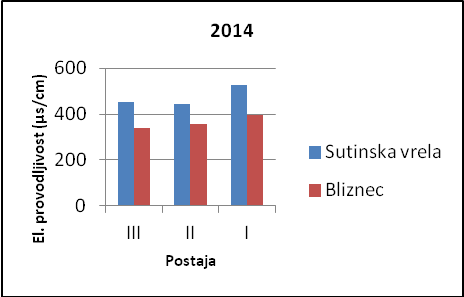 2014
El. provodljivost (µs/cm)
600
400
200
0
III II I
Postaja
Sutinska vrela
Bliznec